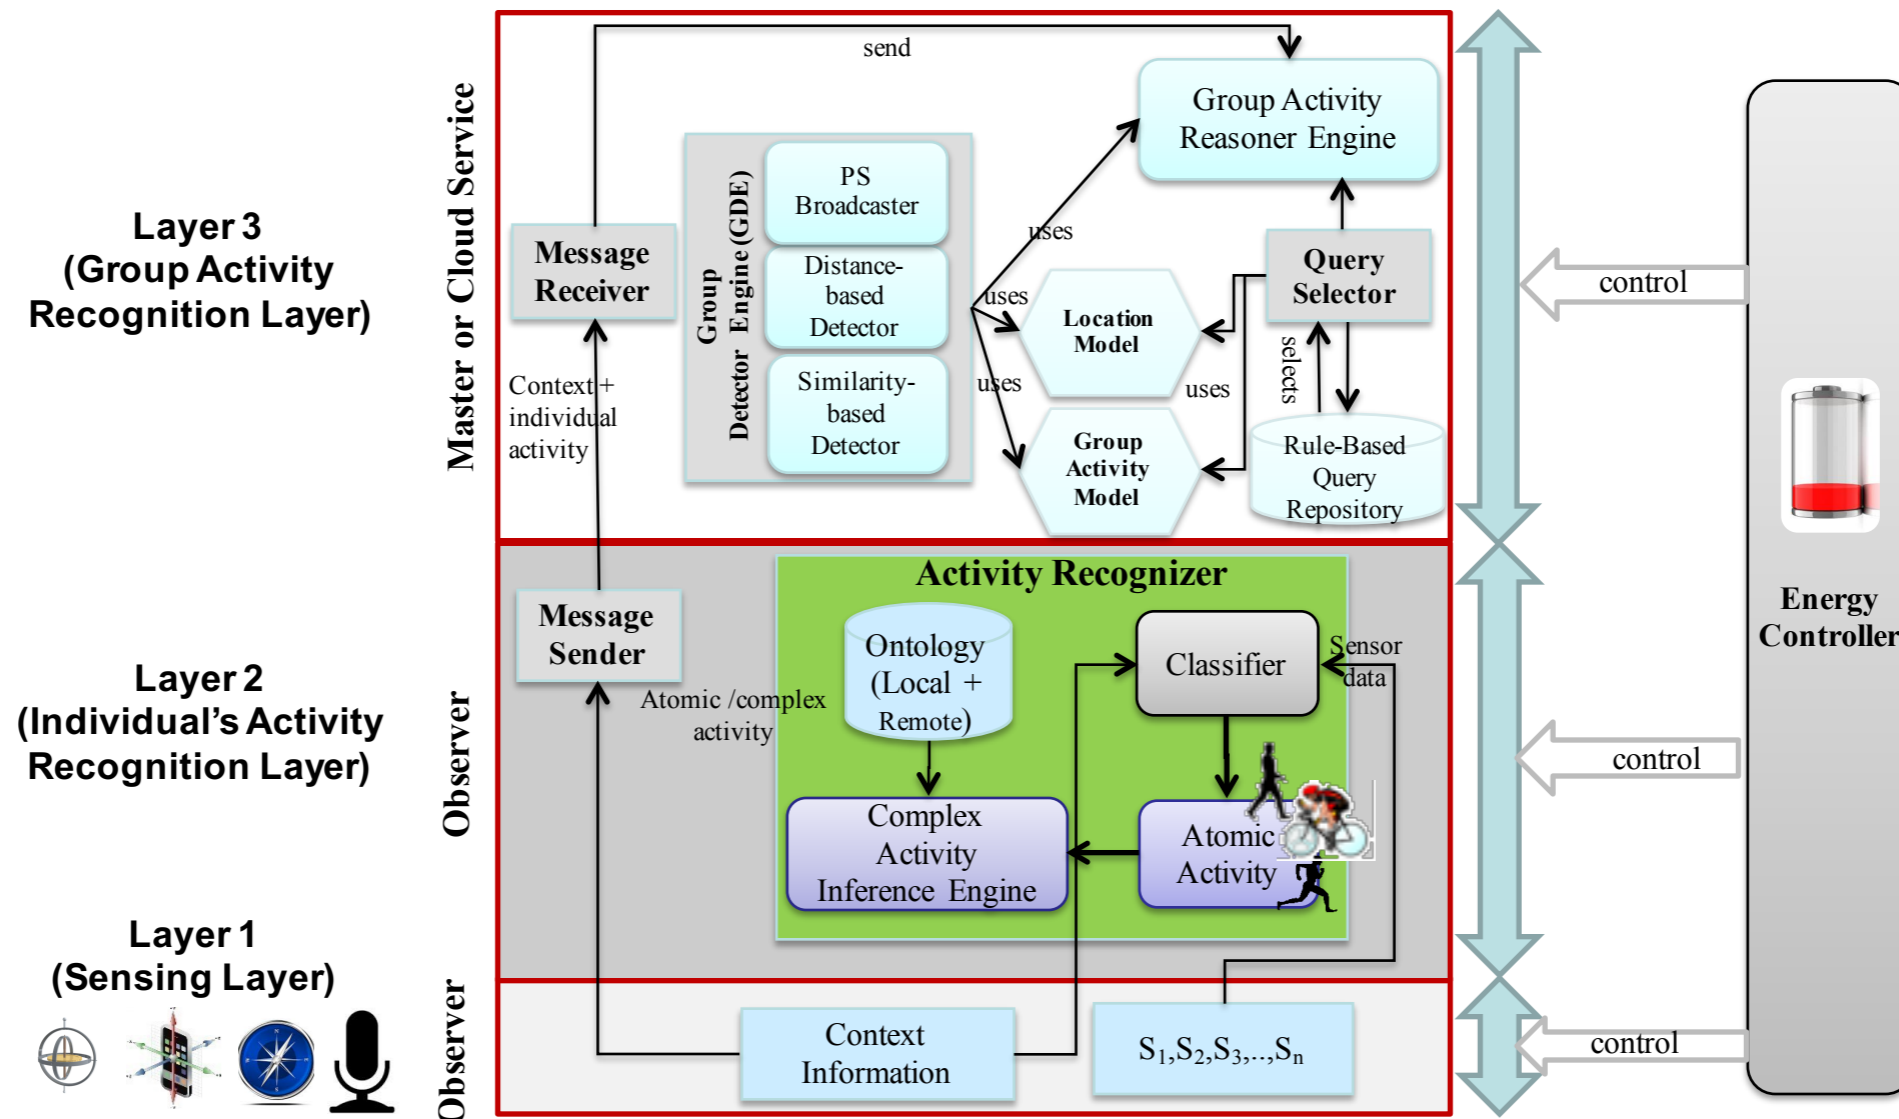 Layer 3
(Group Activity
Recognition Layer)
Layer 2
(Individual's Activity
Recognition Layer)
Layer 1
(Sensing Layer)
Master or Cloud Service
Observer
Observer
send
Group Activity
Reasoner Engine
Message
Receiver
Group
Detector Engine (GDE)
PS
Broadcaster
Distance-
based
Detector
Similarity-
based
Detector
uses
uses
uses
uses
Location
Model
Group
Activity
Model
Query
Selector
selects
Rule-Based
Query
Repository
Context +
individual
activity
Message
Sender
Atomic /complex
activity
Activity Recognizer
Ontology
(Local +
Remote)
Classifier
Sensor
data
Complex
Activity
Inference Engine
Atomic
Activity
Context
Information
S1,S2,S3,..,Sn
control
control
control
Energy
Controller